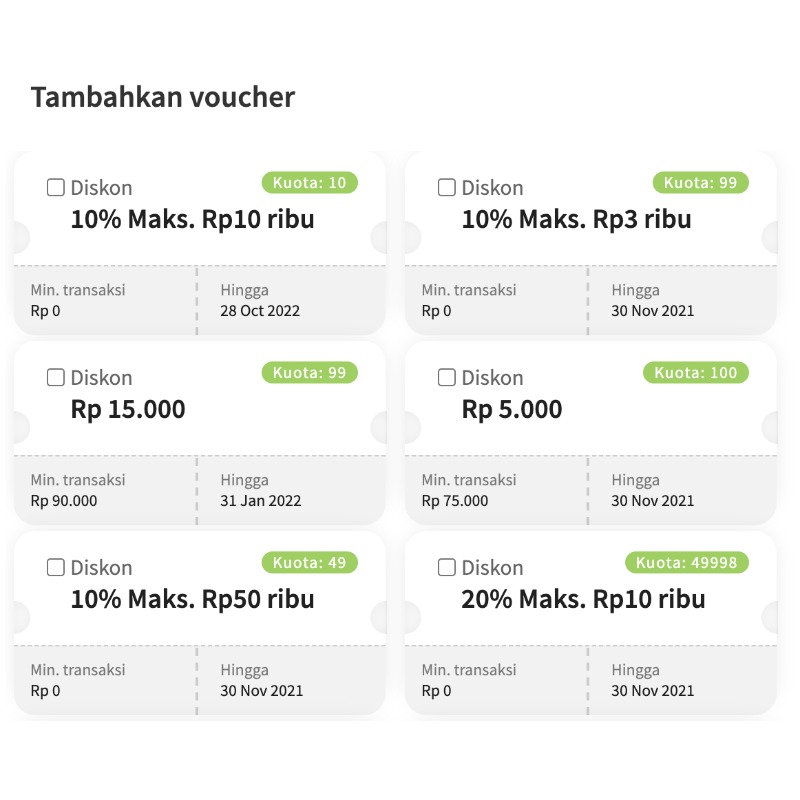 Tambahkan voucher
Diskon
Kuota: 10
10% Maks. Rp10 ribu
Min. transaksi
Rp 0
Hingga
28 Oct 2022
Diskon
Kuota: 99
10% Maks. Rp3 ribu
Min. transaksi
Rp 0
Hingga
30 Nov 2021
Diskon
Kuota: 99
Rp 15.000
Min. transaksi
Rp 90.000
Hingga
31 Jan 2022
Diskon
Kuota: 100
Rp 5.000
Min. transaksi
Rp 75.000
Hingga
30 Nov 2021
Diskon
Kuota: 49
10% Maks. Rp50 ribu
Min. transaksi
Rp 0
Hingga
30 Nov 2021
Diskon
Kuota: 49998
20% Maks. Rp10 ribu
Min. transaksi
Rp 0
Hingga
30 Nov 2021